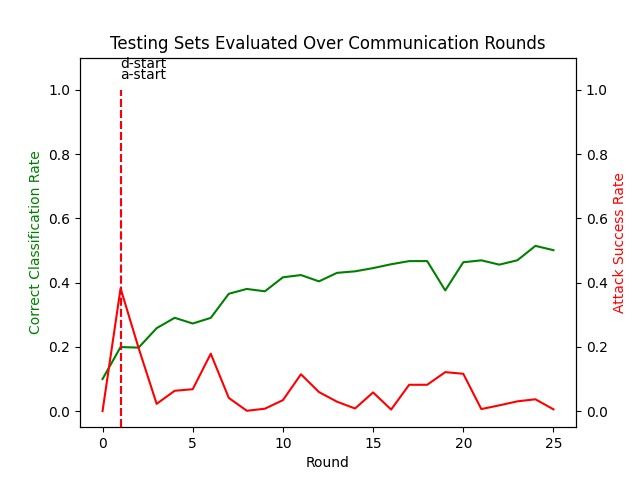 Testing Sets Evaluated Over Communication Rounds
d-start
a-start
1.0
0.8
0.6
0.4
0.2
0.0
Correct Classification Rate
1.0
0.8
0.6
0.4
0.2
0.0
Attack Success Rate
0 5 10 15 20 25
Round